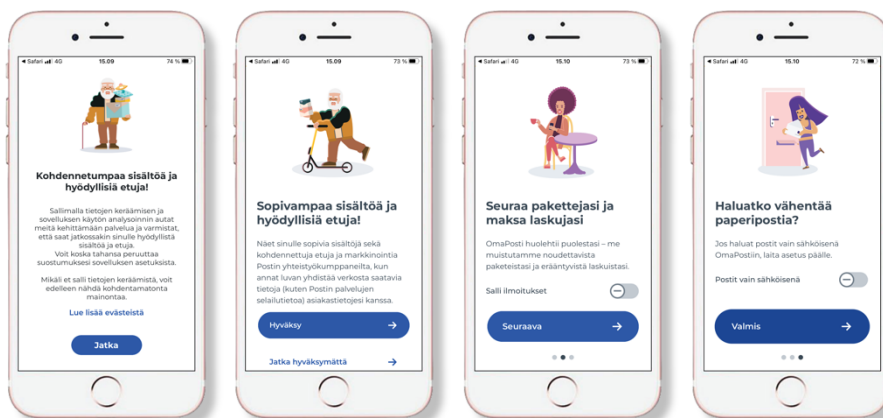 Safari 4G 15.09 74 %
Kohdennetumpaa sisältöä ja
hyödyllisiä etuja!
Sallimalla tietojen keräämisen ja
sovelluksen käytön analysoinnin autat
meitä kehittämään palvelua ja varmistat,
että saat jatkossakin sinulle hyödyllistä
sisältöä ja etuja.
Voit koska tahansa peruuttaa
suostumuksesi sovelluksen asetuksista.
Mikäli et salli tietojen keräämistä, voit
edelleen nähdä kohdentamatonta
mainontaa.
Lue lisää evästeistä
Jatka
Safari 4G 15.09 73 %
Sopivampaa sisältöä ja
hyödyllisiä etuja!
Näet sinulle sopivia sisältöjä sekä
kohdennettuja etuja ja markkinointia
Postin yhteistyökumppaneilta, kun
annat luvan yhdistää verkosta saatavia
tietoja (kuten Postin palvelujen
selailutietoa) asiakastietojesi kanssa.
Hyväksy
Jatka hyväksymättä
Safari 4G 15.10 73 %
Seuraa pakettejasi ja
maksa laskujasi
OmaPosti huolehtii puolestasi – me
muistutamme noudettavista
paketeistasi ja erääntyvistä laskuistasi.
Salli ilmoitukset
Seuraava
Safari 4G 15.10 72 %
Haluatko vähentää
paperipostia?
Jos haluat postit vain sähköisenä
OmaPostiin, laita asetus päälle.
Postit vain sähköisenä
Valmis